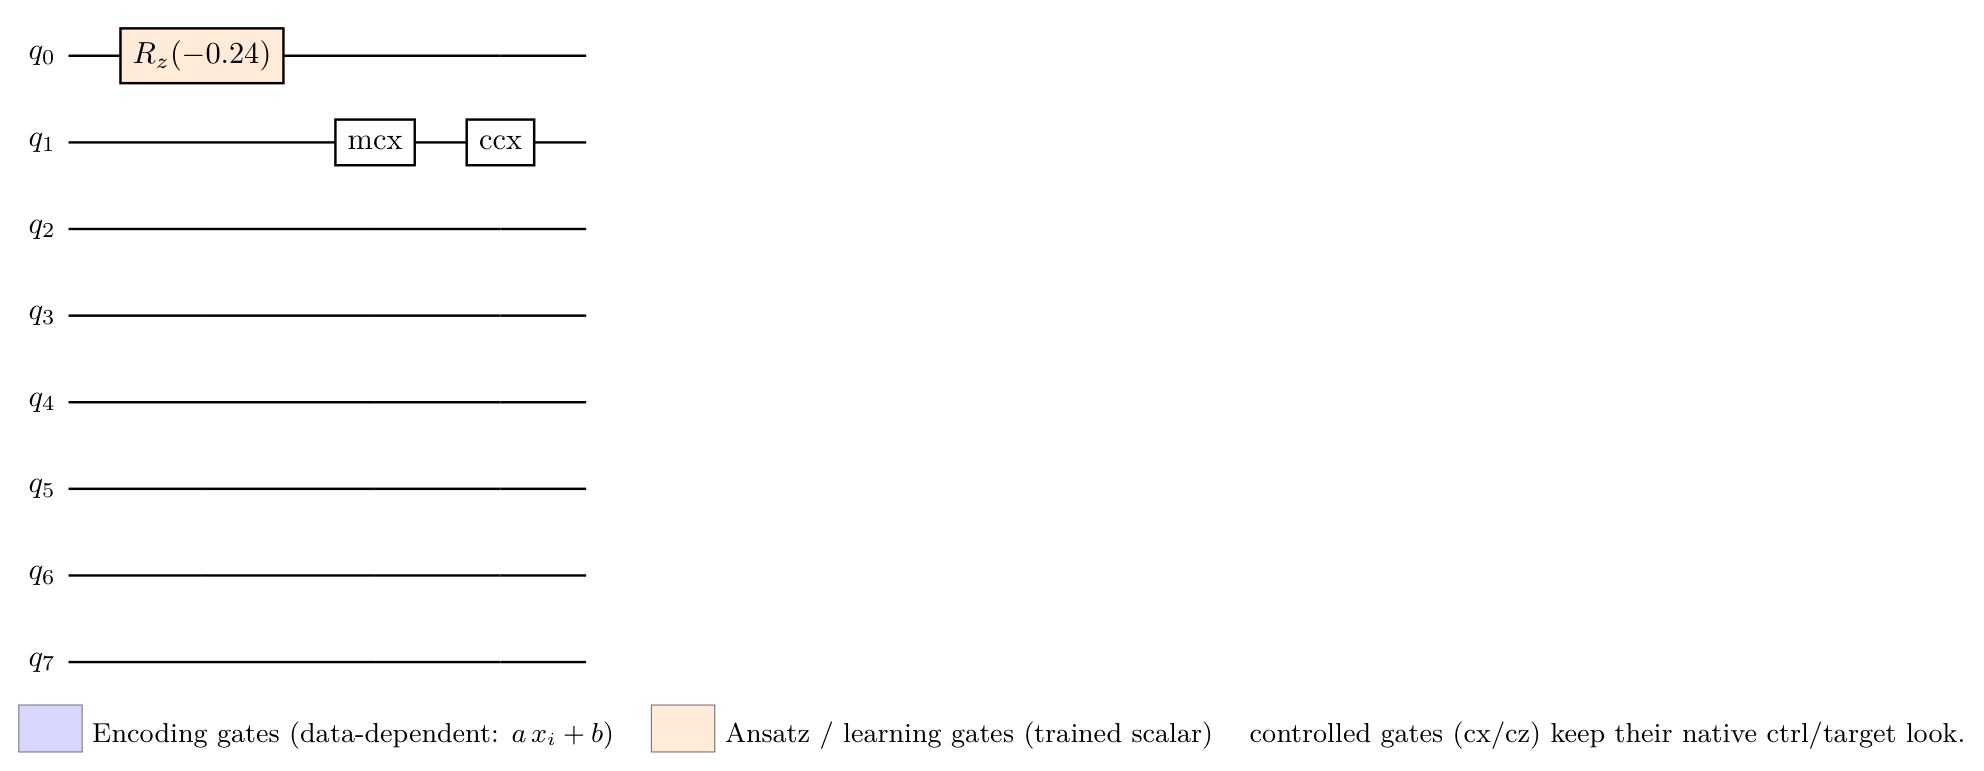 q0 Rz(−0.24)
q1 mcx ccx
q2
q3
q4
q5
q6
q7
Encoding gates (data-dependent: a xi + b) Ansatz / learning gates (trained scalar) controlled gates (cx/cz) keep their native ctrl/target look.